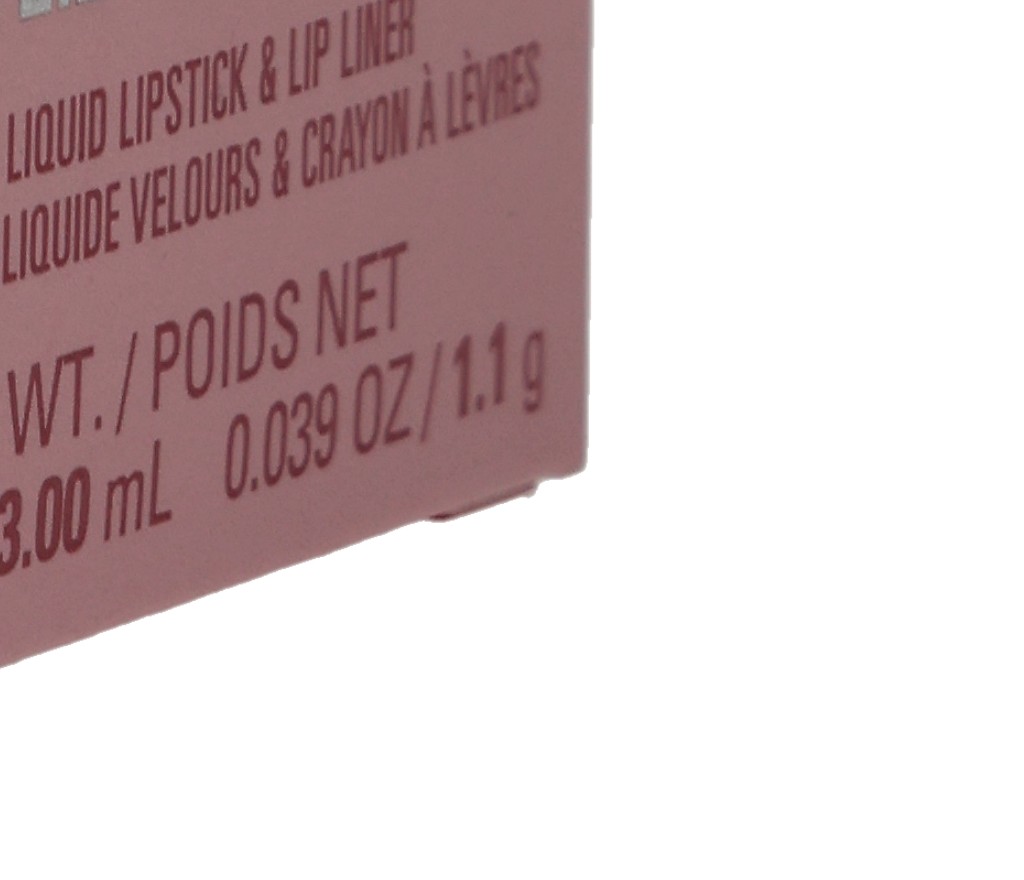 LIQUID LIPSTICK & LIP LINER
LIQUIDE VELOURS & CRAYON À LÈVRES
WT. / POIDS NET
3.00 mL 0.039 OZ / 1.1 g